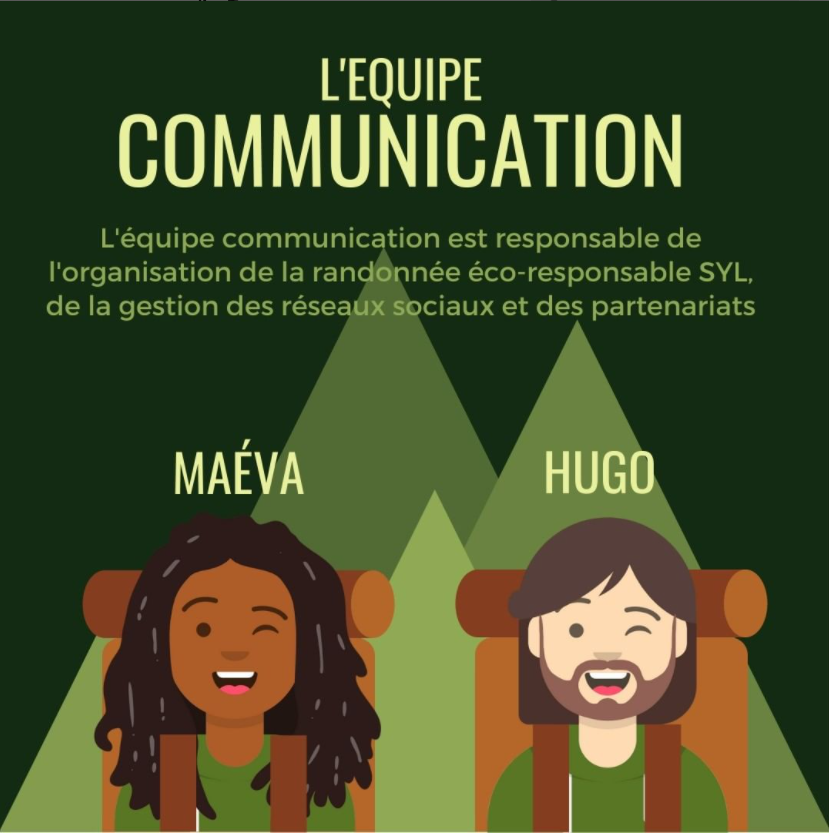 L'EQUIPE
COMMUNICATION
L'équipe communication est responsable de
l'organisation de la randonnée éco-responsable SYL,
de la gestion des réseaux sociaux et des partenariats
MAÉVA
HUGO